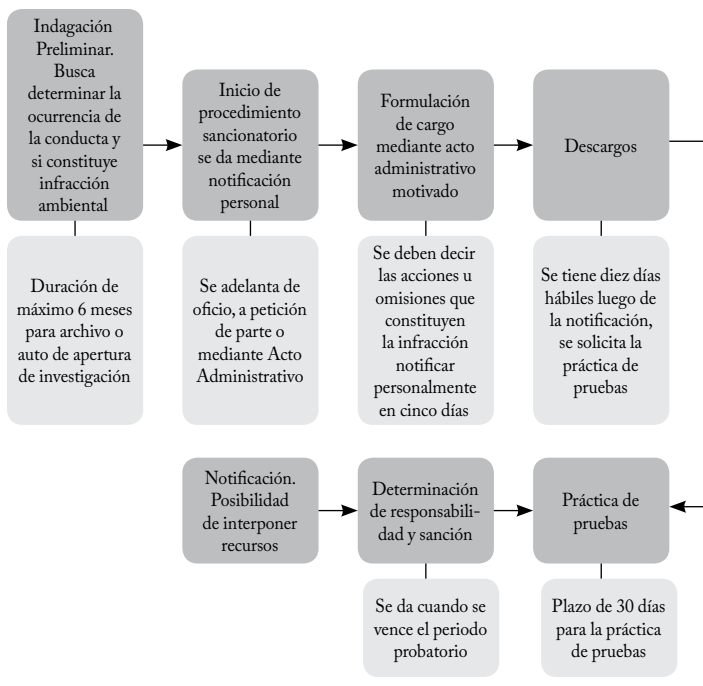 Indagación
Preliminar.
Busca
determinar la
ocurrencia de
la conducta y
si constituye
infracción
ambiental
Duración de
máximo 6 meses
para archivo o
auto de apertura
de investigación
Inicio de
procedimiento
sancionatorio
se da mediante
notificación
personal
Se adelanta de
oficio, a petición
de parte o
mediante Acto
Administrativo
Formulación
de cargo
mediante acto
administrativo
motivado
Se deben decir
las acciones u
omisiones que
constituyen
la infracción
notificar
personalmente
en cinco días
Descargos
Se tiene diez días
hábiles luego de
la notificación,
se solicita la
práctica de
pruebas
Notificación.
Posibilidad
de interponer
recursos
Determinación
de responsabili-
dad y sanción
Se da cuando se
vence el periodo
probatorio
Práctica de
pruebas
Plazo de 30 días
para la práctica
de pruebas